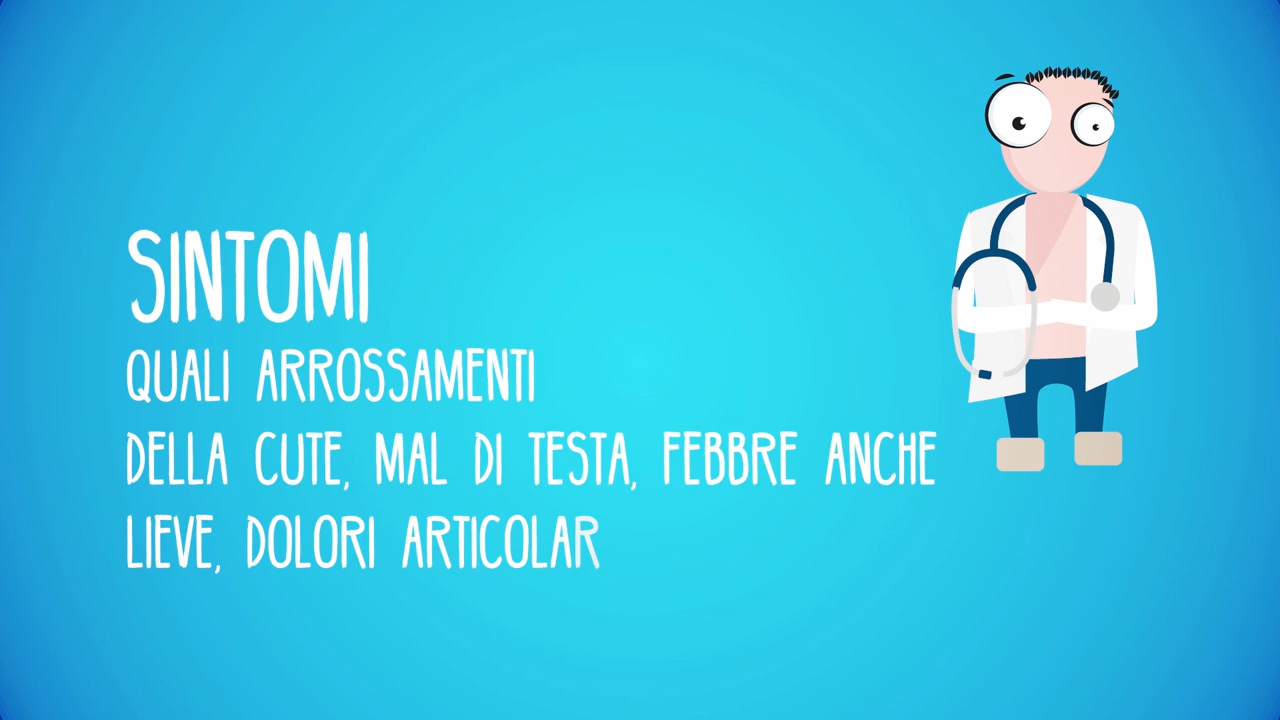 SINTOMI
QUALI ARROSSAMENTI
DELLA CUTE, MAL DI TESTA, FEBBRE ANCHE
LIEVE, DOLORI ARTICOLAR